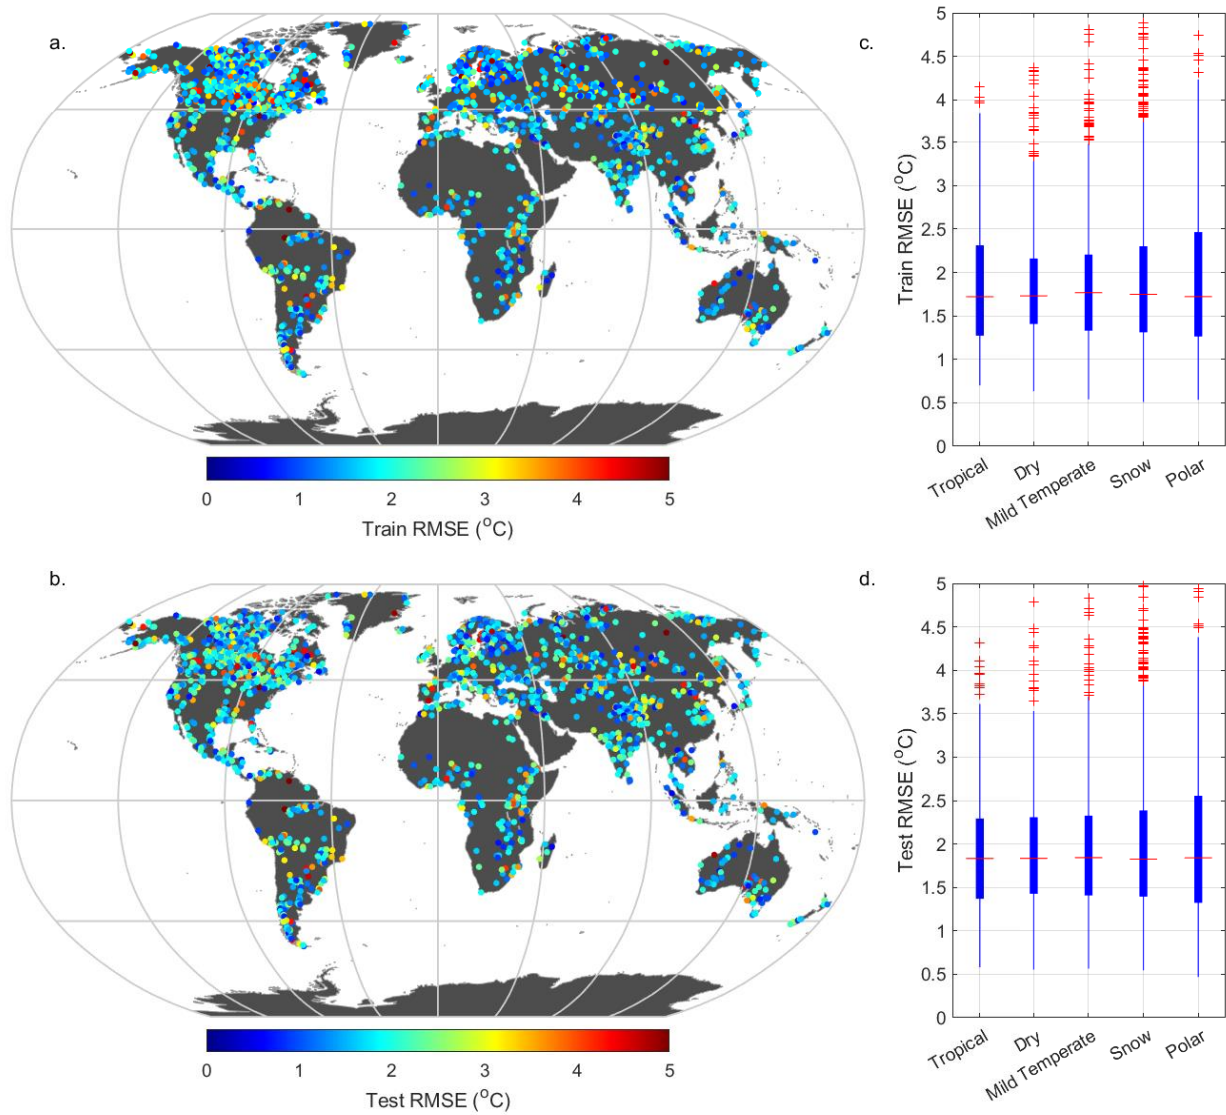 a.
0 1 2 3 4 5
Train RMSE (°C)
c.
5
4.5
4
3.5
3
2.5
2
1.5
1
0.5
0
Train RMSE (°C)
Tropical
Dry
Mild Temperate
Snow
Polar
b.
0 1 2 3 4 5
Test RMSE (°C)
d.
5
4.5
4
3.5
3
2.5
2
1.5
1
0.5
0
Test RMSE (°C)
Tropical
Dry
Mild Temperate
Snow
Polar